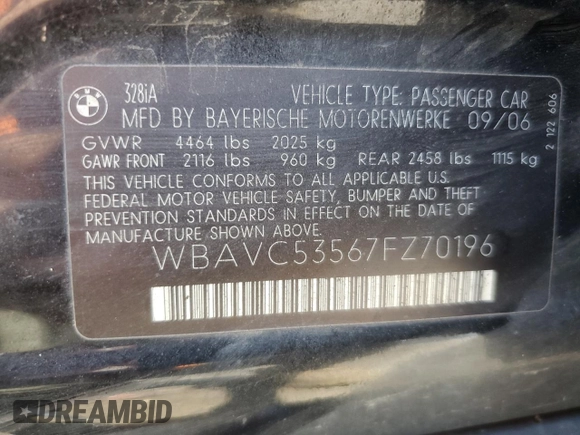 BMW
328iA VEHICLE TYPE: PASSENGER CAR
MFD BY BAYERISCHE MOTORENWERKE 09/06
GVWR 4464 lbs 2025 kg
GAWR FRONT 2116 lbs 960 kg REAR 2458 lbs 1115 kg
THIS VEHICLE CONFORMS TO ALL APPLICABLE U.S.
FEDERAL MOTOR VEHICLE SAFETY, BUMPER AND THEFT
PREVENTION STANDARDS IN EFFECT ON THE DATE OF
MANUFACTURE SHOWN ABOVE.
WBAVC53567FZ70196
2 122 606
DREAMBID